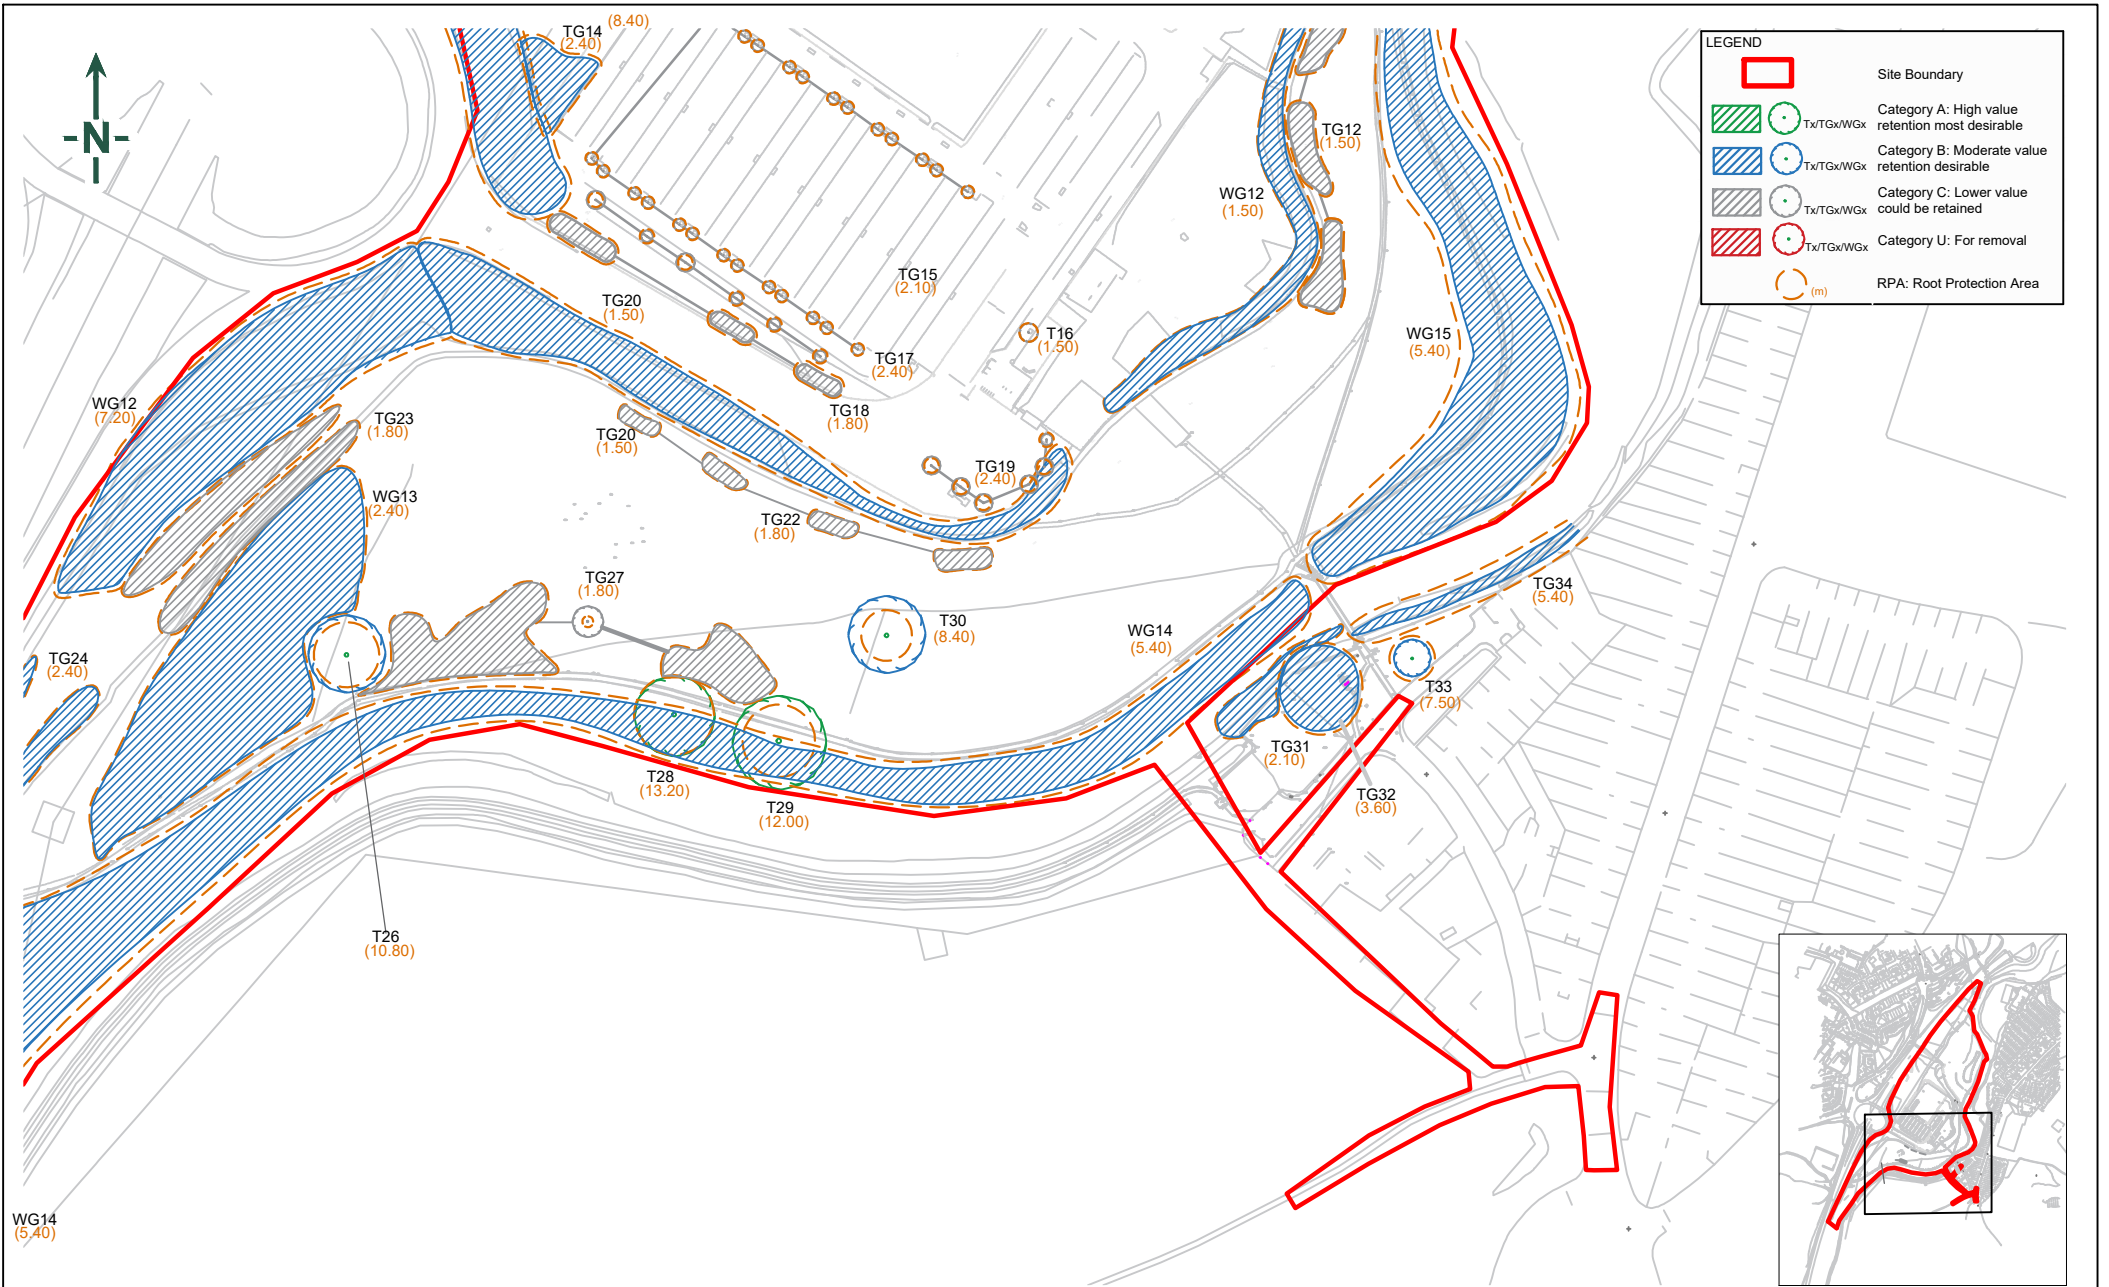 (8.40)
TG14
(2.40)
N
LEGEND
Site Boundary
Tx/TGx/WGx
Category A: High value
retention most desirable
Tx/TGx/WGx
Category B: Moderate value
retention desirable
Tx/TGx/WGx
Category C: Lower value
could be retained
Tx/TGx/WGx
Category U: For removal
(m)
RPA: Root Protection Area
TG12
(1.50)
WG12
(1.50)
TG15
(2.10)
TG20
(1.50)
T16
(1.50)
WG15
(5.40)
TG17
(2.40)
WG12
(7.20)
TG23
(1.80)
TG18
(1.80)
TG20
(1.50)
TG19
(2.40)
WG13
(2.40)
TG22
(1.80)
TG27
(1.80)
TG34
(5.40)
T30
(8.40)
WG14
(5.40)
TG24
(2.40)
T33
(7.50)
TG31
(2.10)
T28
(13.20)
TG32
(3.60)
T29
(12.00)
T26
(10.80)
WG14
(5.40)